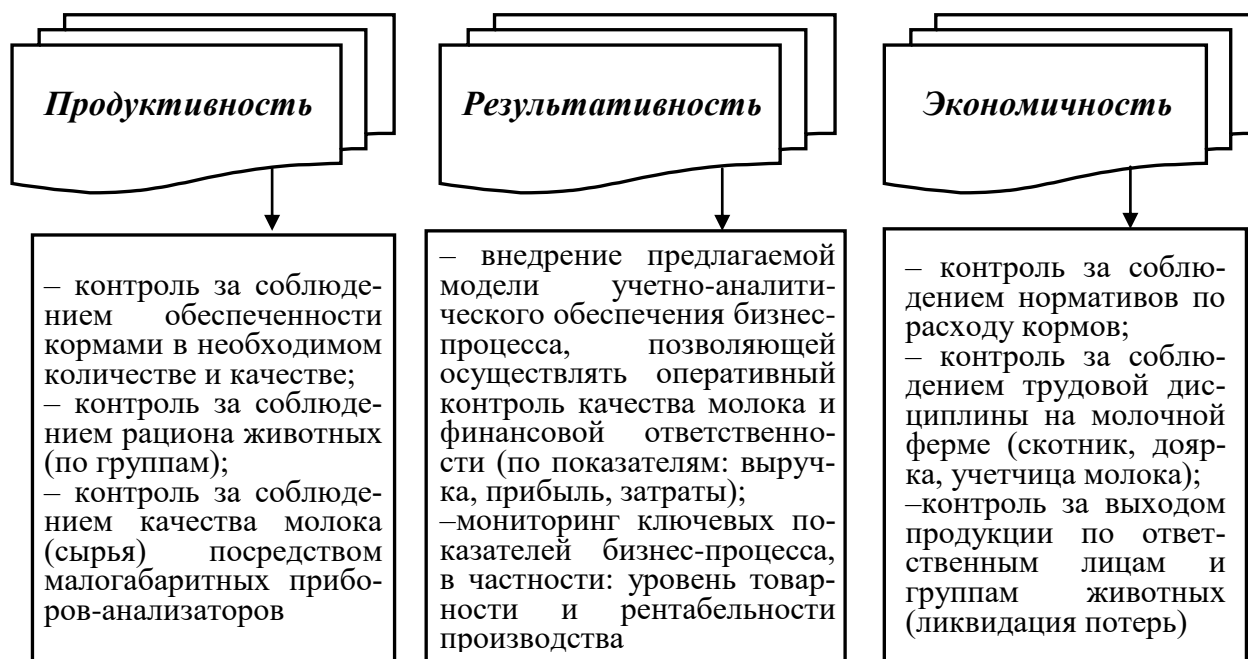 Продуктивность
Результативность
Экономичность
– контроль за соблюде-
нием обеспеченности
кормами в необходимом
количестве и качестве;
– контроль за соблюде-
нием рациона животных
(по группам);
– контроль за соблюде-
нием качества молока
(сырья) посредством
малогабаритных прибо-
ров-анализаторов
– внедрение предлагаемой
модели учетно-аналити-
ческого обеспечения бизнес-
процесса, позволяющей
осуществлять оперативный
контроль качества молока и
финансовой ответственно-
сти (по показателям: выруч-
ка, прибыль, затраты);
–мониторинг ключевых по-
казателей бизнес-процесса,
в частности: уровень товар-
ности и рентабельности
производства
– контроль за соблю-
дением нормативов по
расходу кормов;
– контроль за соблю-
дением трудовой дис-
циплины на молочной
ферме (скотник, дояр-
ка, учетчица молока);
–контроль за выходом
продукции по ответ-
ственным лицам и
группам животных
(ликвидация потерь)